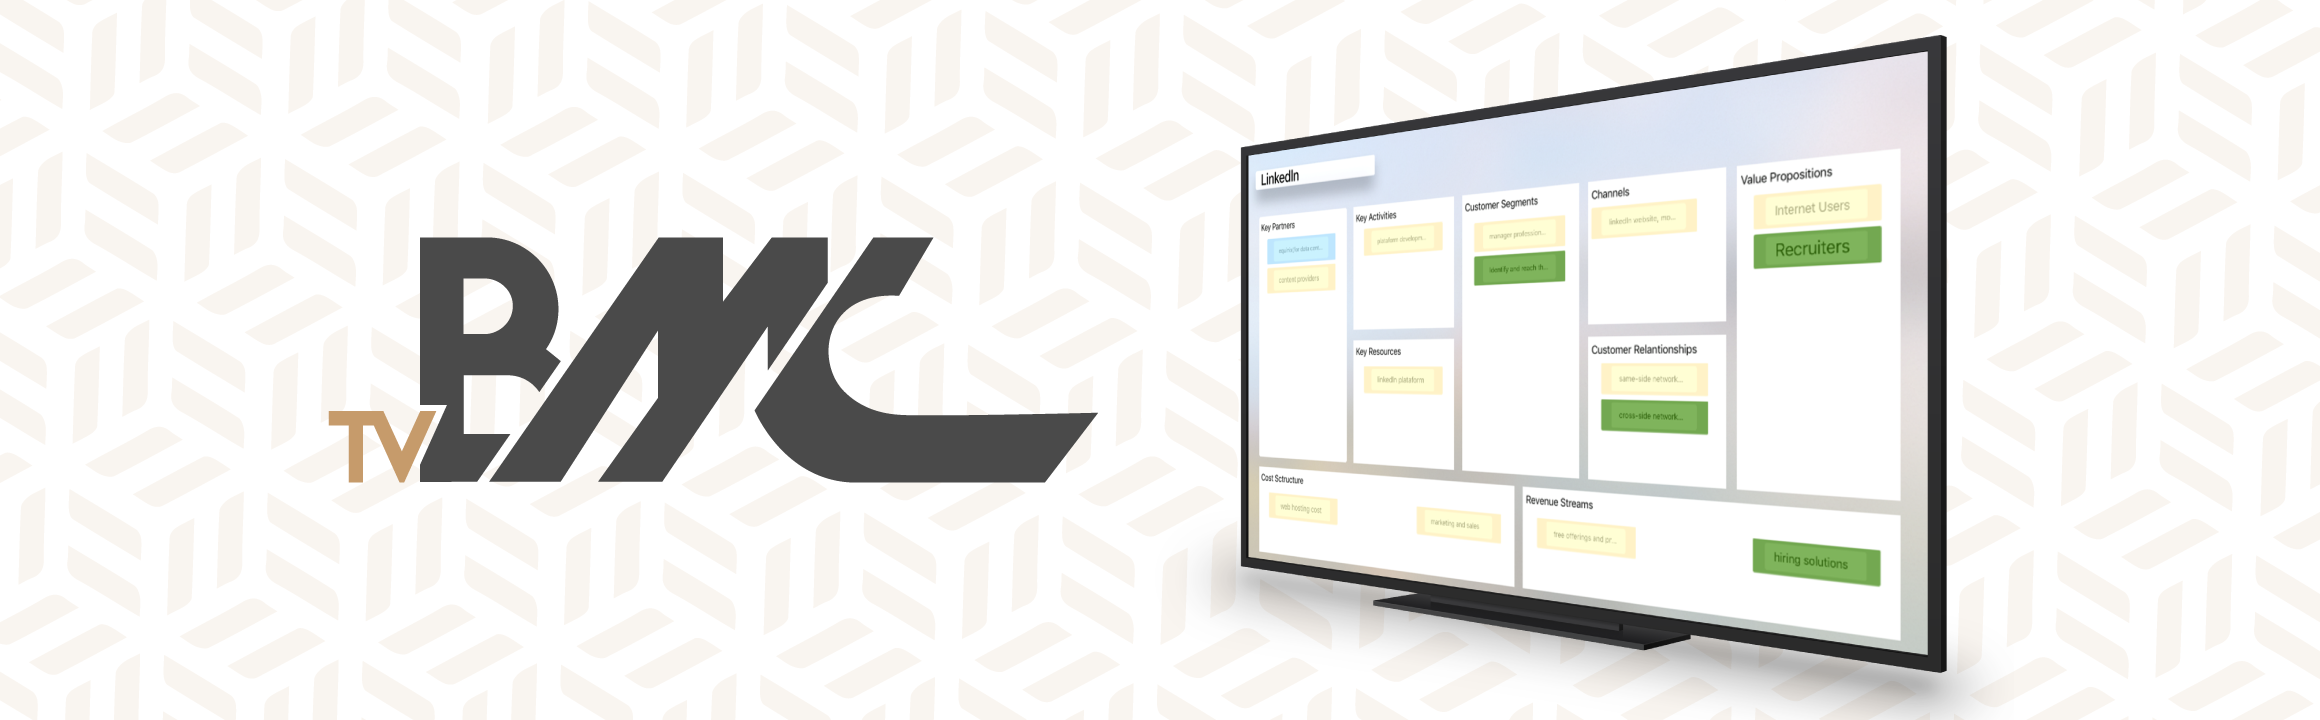 TV
BMC
LinkedIn
Key Partners
content providers
Key Activities
Key Resources
linkedIn plataform
Customer Segments
manager profession...
identify and reach th...
Channels
linkedIn website, mo...
Customer Relantionships
same-side network...
cross-side network...
Value Propositions
Internet Users
Recruiters
Cost Sctructure
web hosting cost
marketing and sales
Revenue Streams
free offerings and pr...
hiring solutions